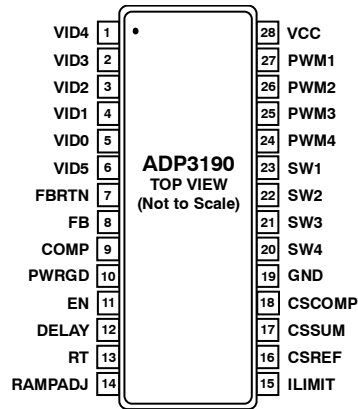 VID4 1 28 VCC
VID3 2 27 PWM1
VID2 3 26 PWM2
VID1 4 25 PWM3
VID0 5 24 PWM4
VID5 6 23 SW1
FBRTN 7 22 SW2
FB 8 21 SW3
COMP 9 20 SW4
PWRGD 10 19 GND
EN 11 18 CSCOMP
DELAY 12 17 CSSUM
RT 13 16 CSREF
RAMPADJ 14 15 ILIMIT
ADP3190
TOP VIEW
(Not to Scale)